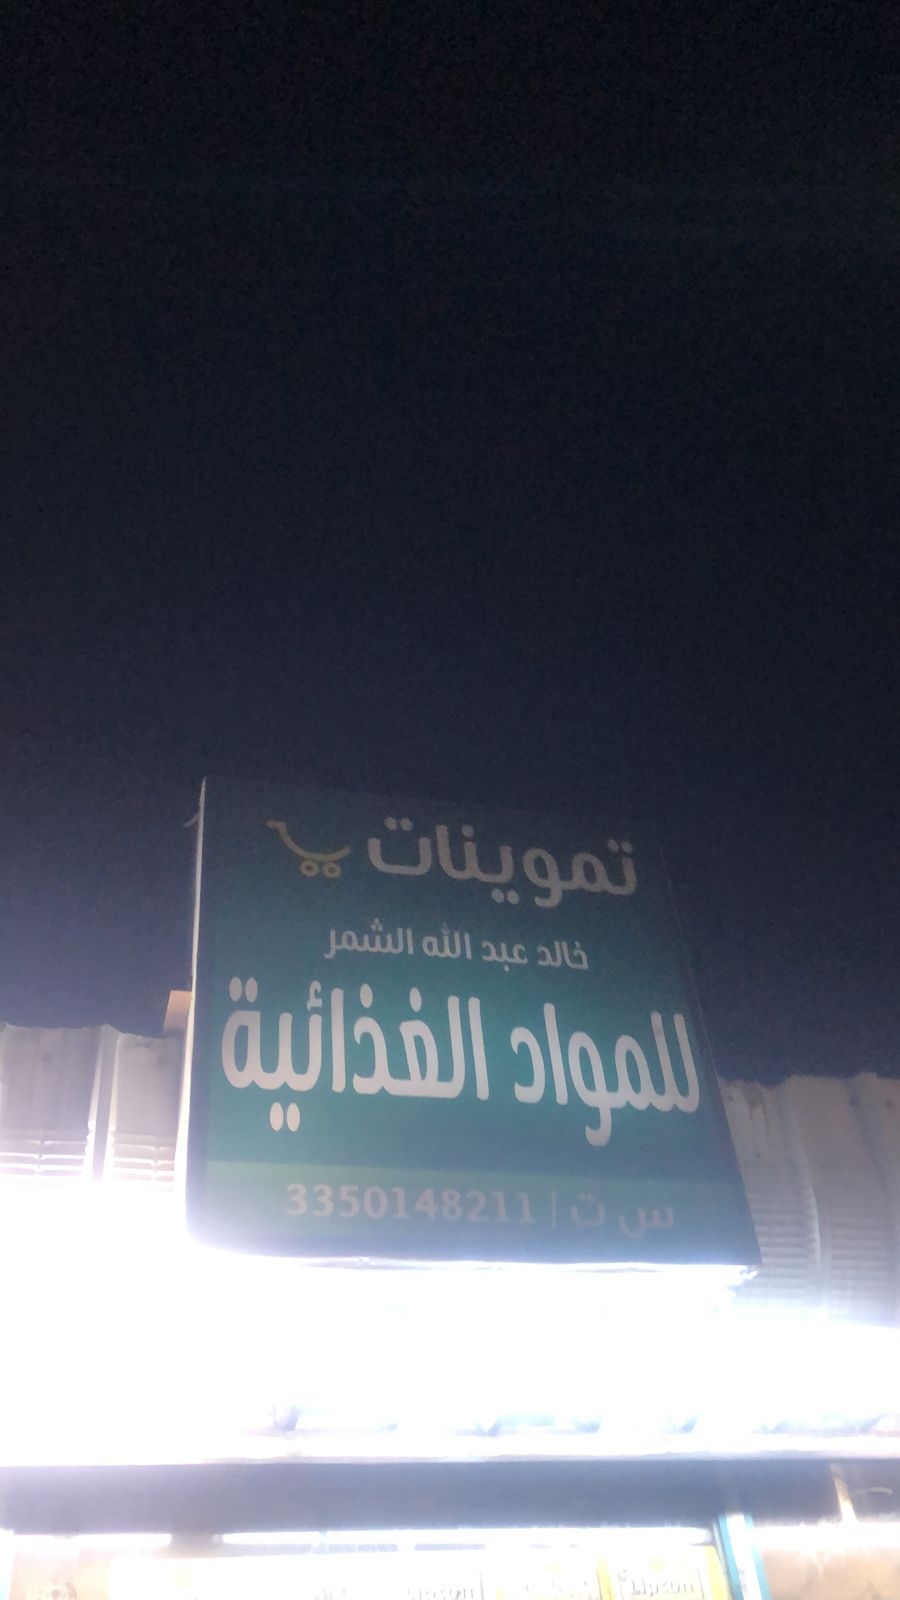 تموينات
خالد عبد الله الشمر
للمواد الغذائية
س ت / 3350148211